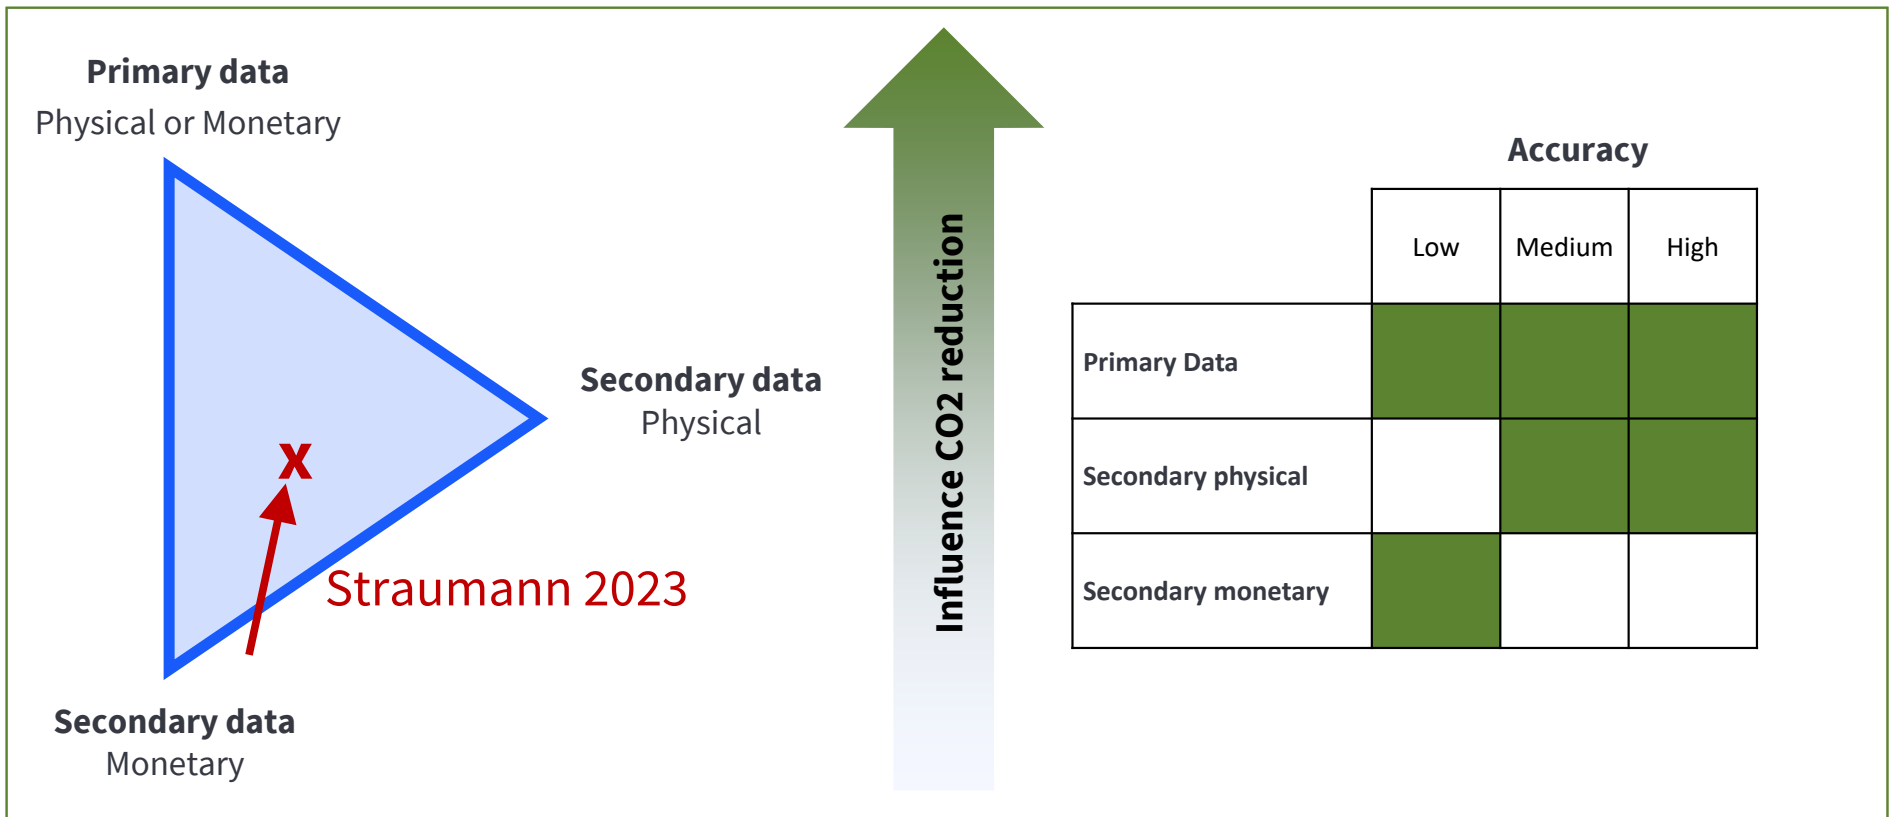 Primary data
Physical or Monetary
Secondary data
Physical
x
Straumann 2023
Secondary data
Monetary
Influence CO2 reduction
Accuracy
Low Medium High
Primary Data
Secondary physical
Secondary monetary